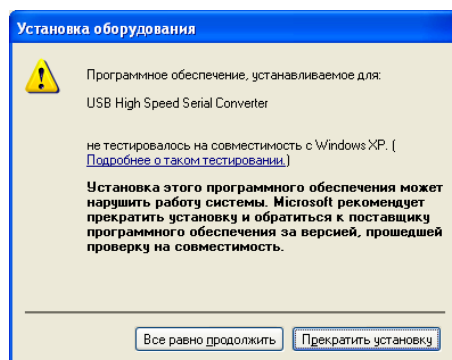 Установка оборудования
Программное обеспечение, устанавливаемое для:
USB High Speed Serial Converter
не тестировалось на совместимость с Windows XP. (
Подробнее о таком тестировании.)
Установка этого программного обеспечения может
нарушить работу системы. Microsoft рекомендует
прекратить установку и обратиться к поставщику
программного обеспечения за версией, прошедшей
проверку на совместимость.
Все равно продолжить
Прекратить установку